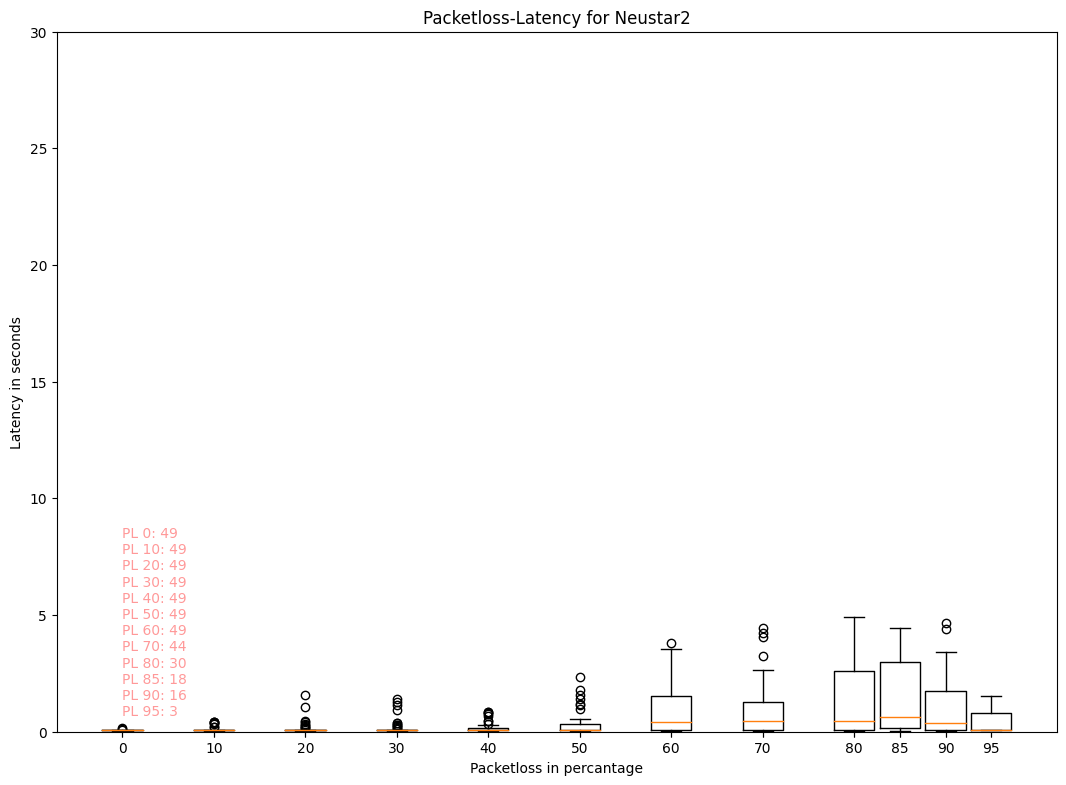 Packetloss-Latency for Neustar2
30
25
20
15
10
5
0
Latency in seconds
PL 0: 49
PL 10: 49
PL 20: 49
PL 30: 49
PL 40: 49
PL 50: 49
PL 60: 49
PL 70: 44
PL 80: 30
PL 85: 18
PL 90: 16
PL 95: 3
0 10 20 30 40 50 60 70 80 85 90 95
Packetloss in percantage